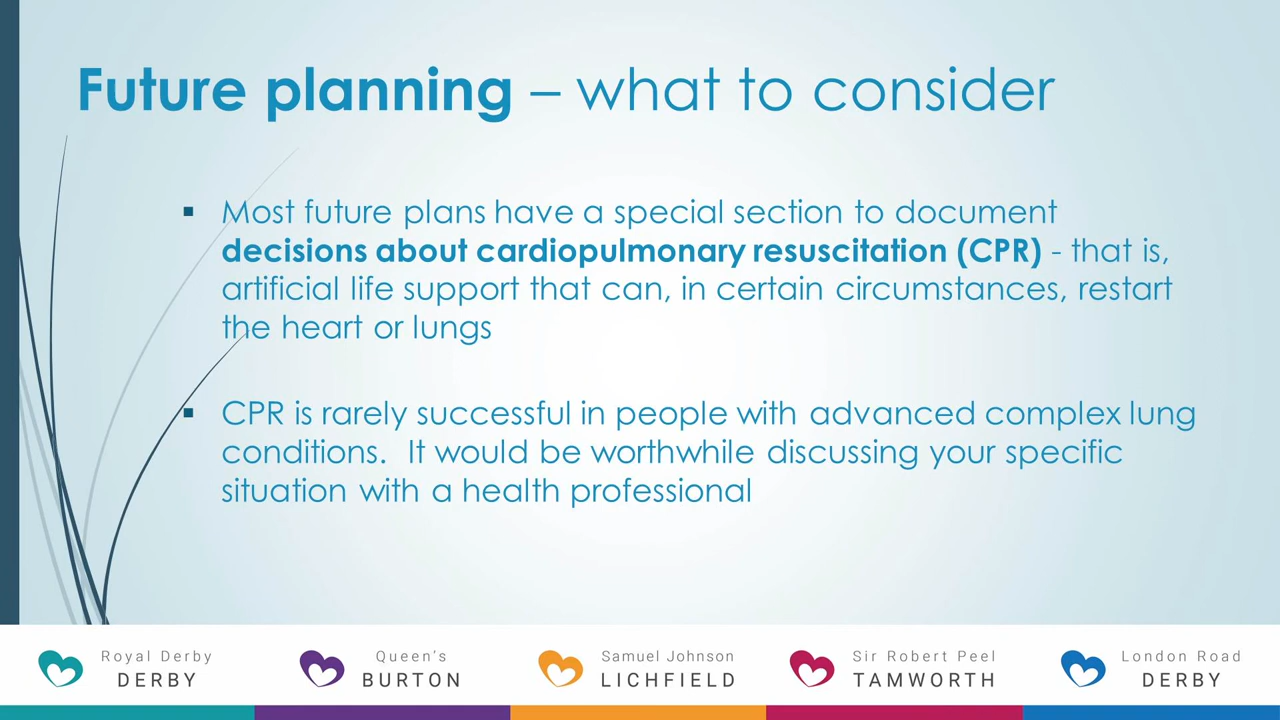 Future planning – what to consider
▪ Most future plans have a special section to document
decisions about cardiopulmonary resuscitation (CPR) - that is,
artificial life support that can, in certain circumstances, restart
the heart or lungs
▪ CPR is rarely successful in people with advanced complex lung
conditions. It would be worthwhile discussing your specific
situation with a health professional
Royal Derby
DERBY
Queen's
BURTON
Samuel Johnson
LICHFIELD
Sir Robert Peel
TAMWORTH
London Road
DERBY